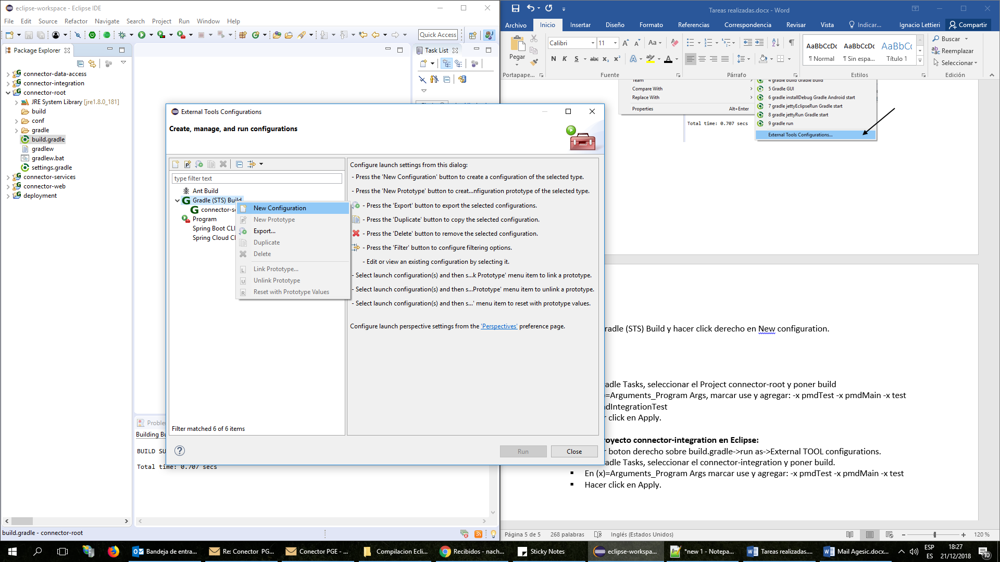 eclipse-workspace - Eclipse IDE
File Edit Source Refactor Navigate Search Project Run Window Help
Quick Access
Package Explorer
connector-data-access
connector-integration
connector-root
JRE System Library [jre1.8.0_181]
build
conf
gradle
build.gradle
gradlew
gradlew.bat
settings.gradle
connector-services
connector-web
deployment
Task List
External Tools Configurations
Create, manage, and run configurations
type filter text
Ant Build
Gradle (STS) Build
connector-s
Program
Spring Boot CLI
Spring Cloud
Filter matched 6 of 6 items
New Configuration
New Prototype
Export...
Duplicate
Delete
Link Prototype...
Unlink Prototype
Reset with Prototype Values
Configure launch settings from this dialog:
- Press the 'New Configuration' button to create a configuration of the selected type.
- Press the 'New Prototype' button to creat...nfiguration prototype of the selected type.
- Press the 'Export' button to export the selected configurations.
- Press the 'Duplicate' button to copy the selected configuration.
- Press the 'Delete' button to remove the selected configuration.
- Press the 'Filter' button to configure filtering options.
- Edit or view an existing configuration by selecting it.
- Select launch configuration(s) and then s...k Prototype' menu item to link a prototype.
- Select launch configuration(s) and then s...Prototype' menu item to unlink a prototype.
- Select launch configuration(s) and then s...' menu item to reset with prototype values.
Configure launch perspective settings from the 'Perspectives' preference page.
Run
Close
Problem
Building Bu
BUILD SU
Total time: 0.707 secs
build.gradle - connector-root
Tareas realizadas.docx - Word
Archivo Inicio Insertar Diseño Formato Referencias Correspondencia Revisar Vista Indicar... Ignacio Lettieri Compartir
Pegar
Calibri 11
N K S abc x₂ x²
AaBbCcDc AaBbCcDc AaBbCc
¶ Normal ¶ Sin espa... Título 1
Buscar
Reemplazar
Seleccionar
Portapape... Fuente Párrafo Estilos Edición
Team
Compare With
Replace With
Properties Alt+Enter
4 gradle build Gradle build
5 Gradle GUI
6 gradle installDebug Gradle Android start
7 gradle jettyEclipseRun Gradle start
8 gradle jettyRun Gradle start
9 gradle run
External Tools Configurations...
Total time: 0.707 secs
radle (STS) Build y hacer click derecho en New configuration.
adle Tasks, seleccionar el Project connector-root y poner build
)=Arguments_Program Args, marcar use y agregar: -x pmdTest -x pmdMain -x test
dIntegrationTest
click en Apply.
royecto connector-integration en Eclipse:
boton derecho sobre build.gradle->run as->External TOOL configurations.
adle Tasks, seleccionar el connector-integration y poner build.
▪ En (x)=Arguments_Program Args marcar use y agregar: -x pmdTest -x pmdMain -x test
▪ Hacer click en Apply.
Página 5 de 5 268 palabras Inglés (Estados Unidos) 120 %
Bandeja de entra... Re: Conector PG... Conector PGE - ... Compilacion Ecli... Recibidos - nach... Sticky Notes eclipse-workspa... *new 1 - Notepa... Tareas realizadas.... Mail Agesic.docx...
ESP
ES
18:27
21/12/2018
10